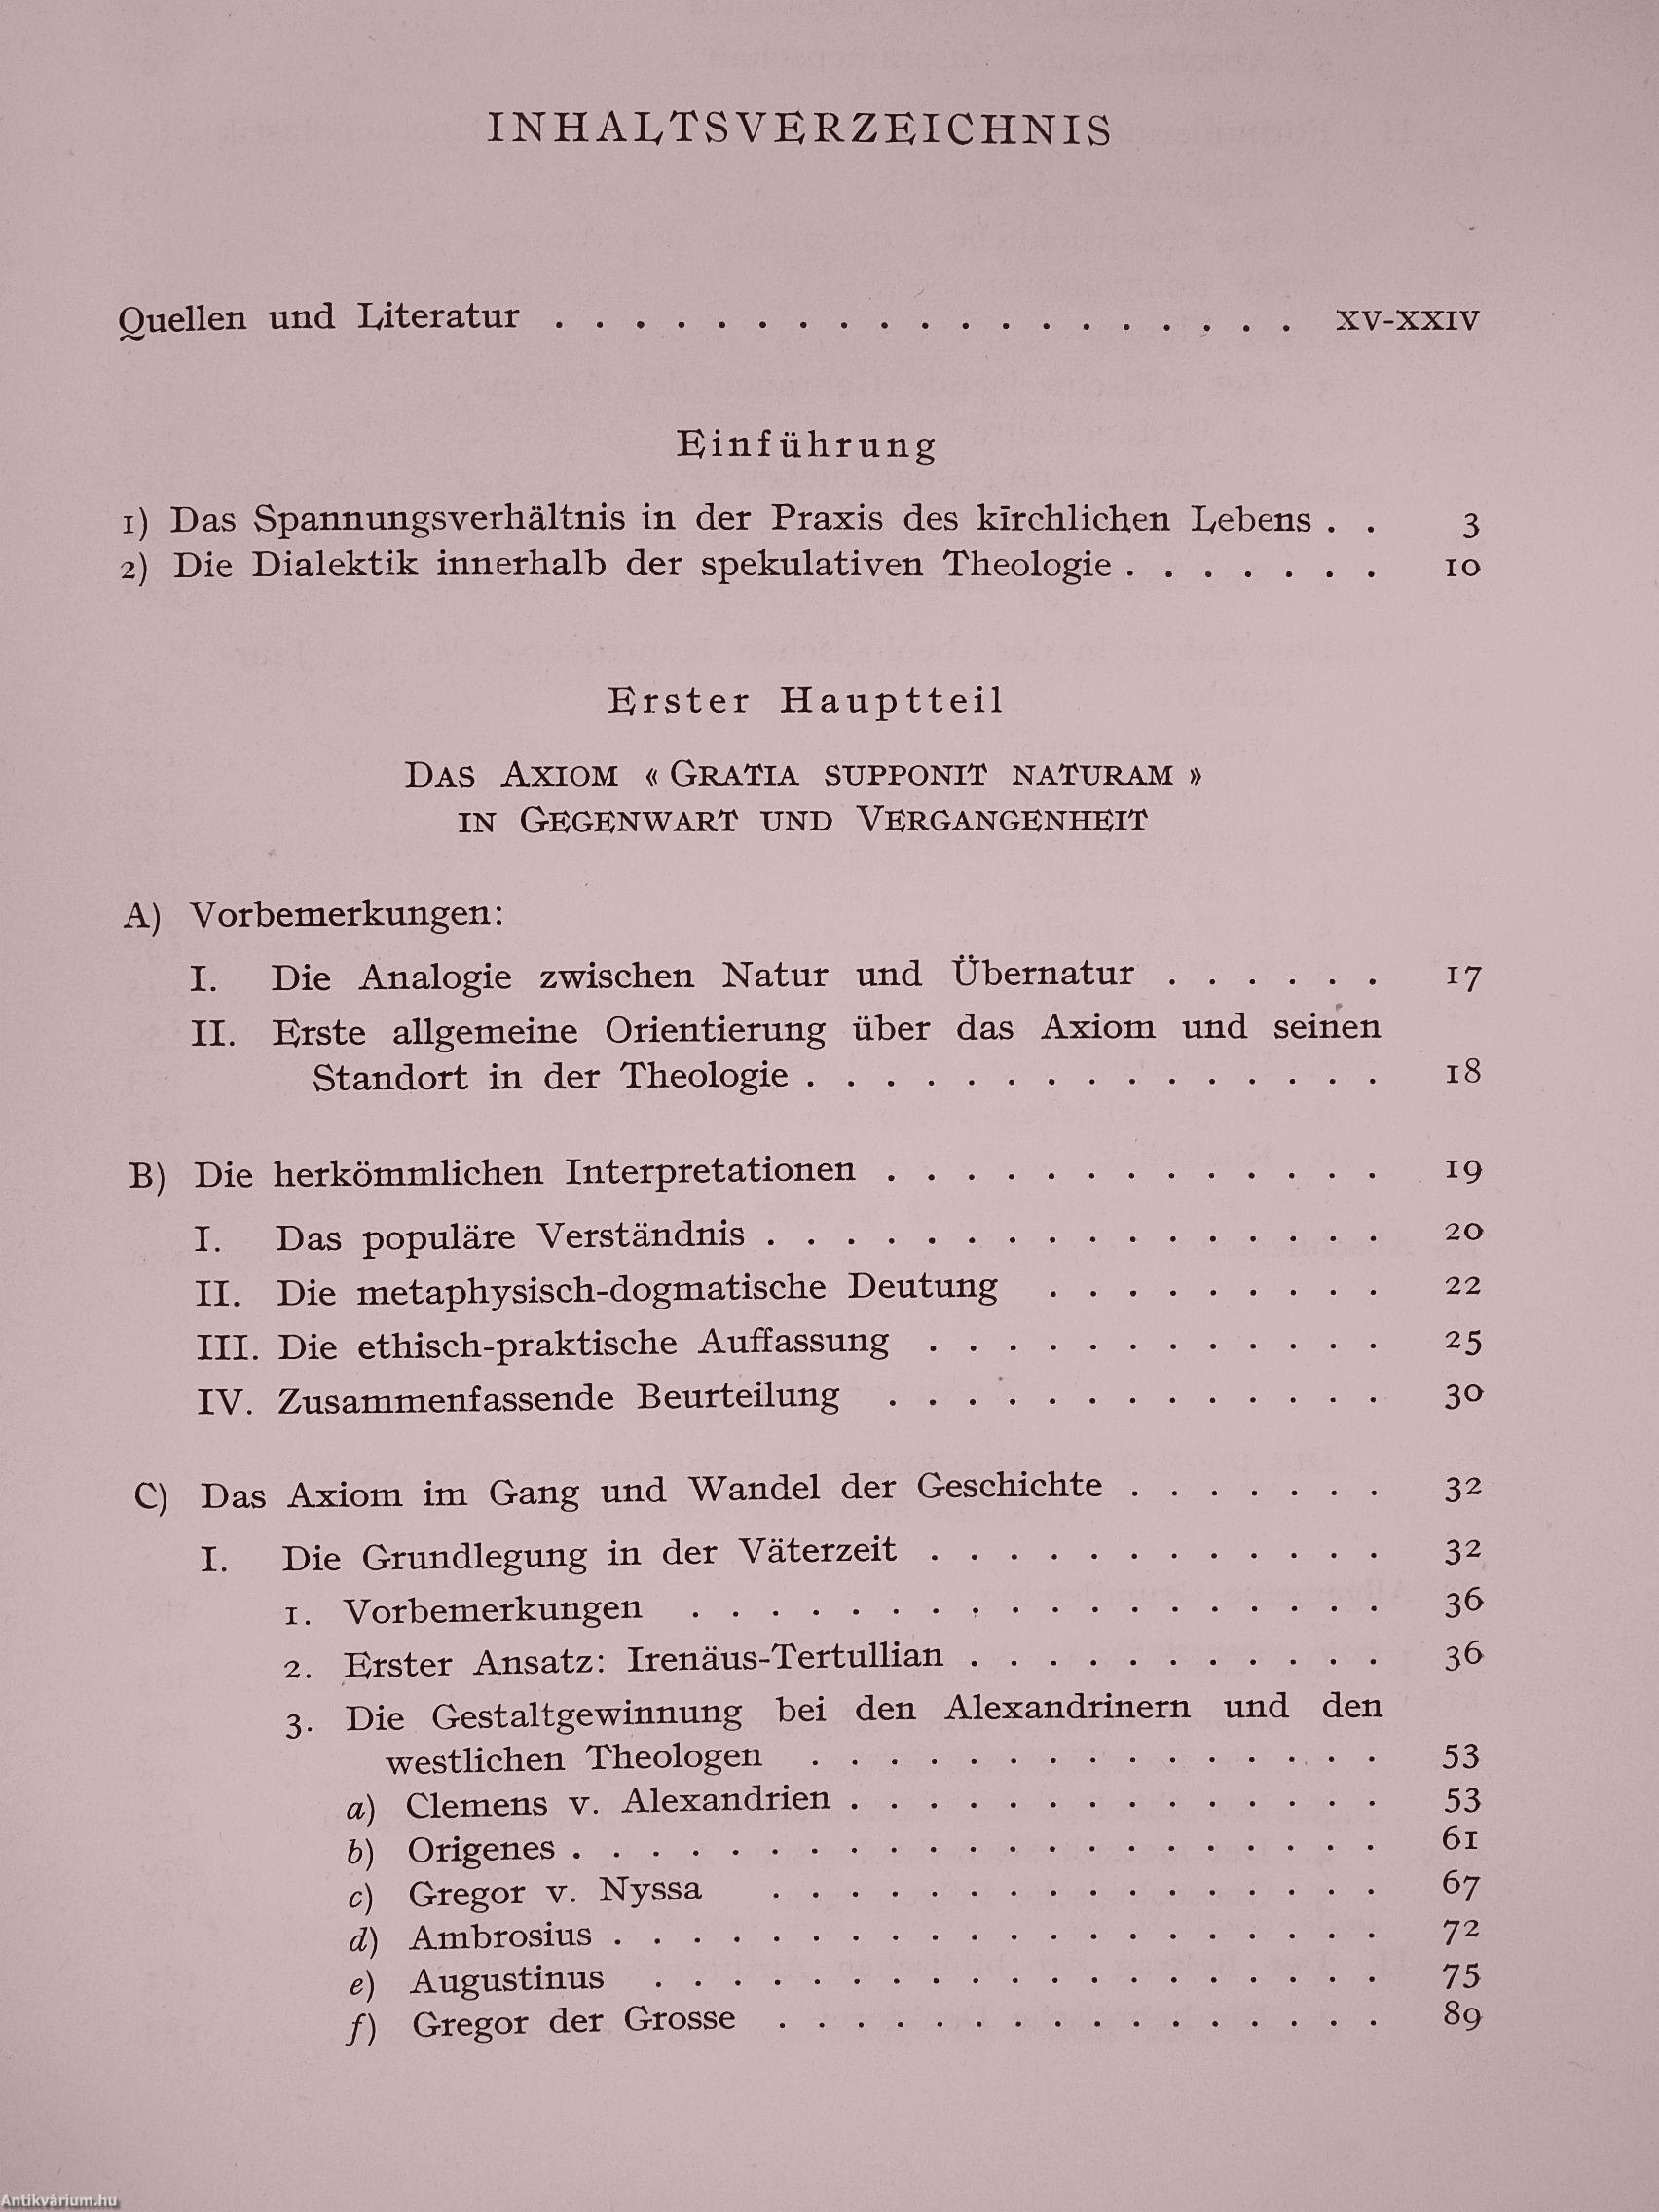 INHALTSVERZEICHNIS
Quellen und Literatur . . . . . . . . . . . . . . . . . . . XV-XXIV
Einführung
1) Das Spannungsverhältnis in der Praxis des kirchlichen Lebens . . 3
2) Die Dialektik innerhalb der spekulativen Theologie . . . . . . . 10
Erster Hauptteil
DAS AXIOM « GRATIA SUPPONIT NATURAM »
IN GEGENWART UND VERGANGENHEIT
A) Vorbemerkungen:
I. Die Analogie zwischen Natur und Übernatur . . . . . . 17
II. Erste allgemeine Orientierung über das Axiom und seinen
Standort in der Theologie . . . . . . . . . . . . . . . 18
B) Die herkömmlichen Interpretationen . . . . . . . . . . . . . 19
I. Das populäre Verständnis . . . . . . . . . . . . . . . . 20
II. Die metaphysisch-dogmatische Deutung . . . . . . . . . 22
III. Die ethisch-praktische Auffassung . . . . . . . . . . . . 25
IV. Zusammenfassende Beurteilung . . . . . . . . . . . . . 30
C) Das Axiom im Gang und Wandel der Geschichte . . . . . . . 32
I. Die Grundlegung in der Väterzeit . . . . . . . . . . . . 32
1. Vorbemerkungen . . . . . . . . . . . . . . . . . . 36
2. Erster Ansatz: Irenäus-Tertullian . . . . . . . . . . . 36
3. Die Gestaltgewinnung bei den Alexandrinern und den
westlichen Theologen . . . . . . . . . . . . . . . 53
a) Clemens v. Alexandrien . . . . . . . . . . . . . . 53
b) Origenes . . . . . . . . . . . . . . . . . . . . . 61
c) Gregor v. Nyssa . . . . . . . . . . . . . . . . 67
d) Ambrosius . . . . . . . . . . . . . . . . . . . . 72
e) Augustinus . . . . . . . . . . . . . . . . . . . 75
f) Gregor der Grosse . . . . . . . . . . . . . . . . 89
Antikvárium.hu